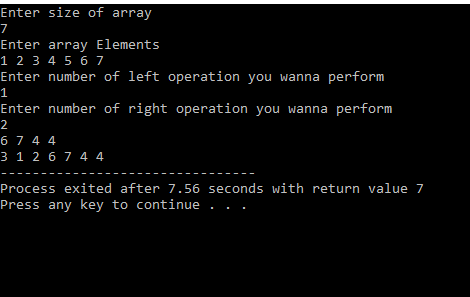 Enter size of array
7
Enter array Elements
1 2 3 4 5 6 7
Enter number of left operation you wanna perform
1
Enter number of right operation you wanna perform
2
6 7 4 4
3 1 2 6 7 4 4
--------------------------------
Process exited after 7.56 seconds with return value 7
Press any key to continue . . .